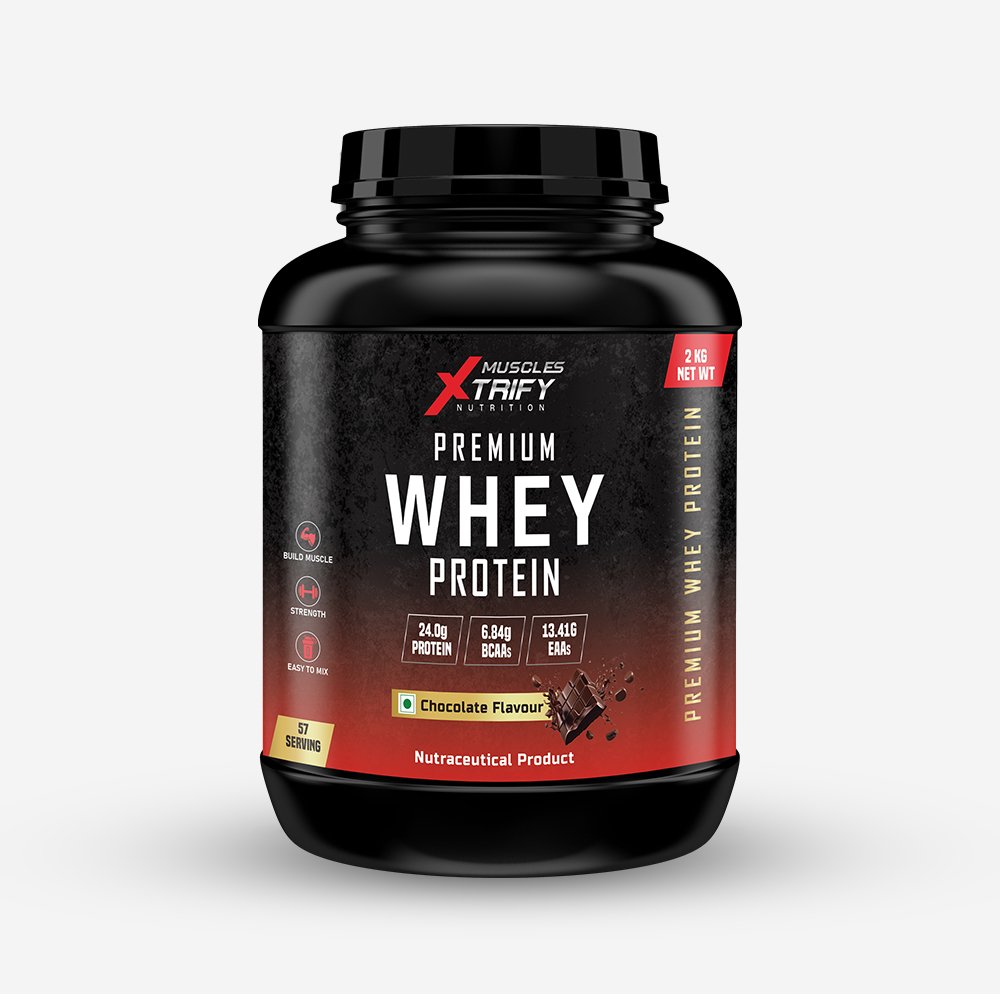 MUSCLES
XTRIFY
NUTRITION
2 KG
NET WT
PREMIUM
WHEY
PROTEIN
PREMIUM WHEY PROTEIN
BUILD MUSCLE
STRENGTH
EASY TO MIX
24.0g
PROTEIN
6.84g
BCAAs
13.41G
EAAs
Chocolate Flavour
57
SERVING
Nutraceutical Product